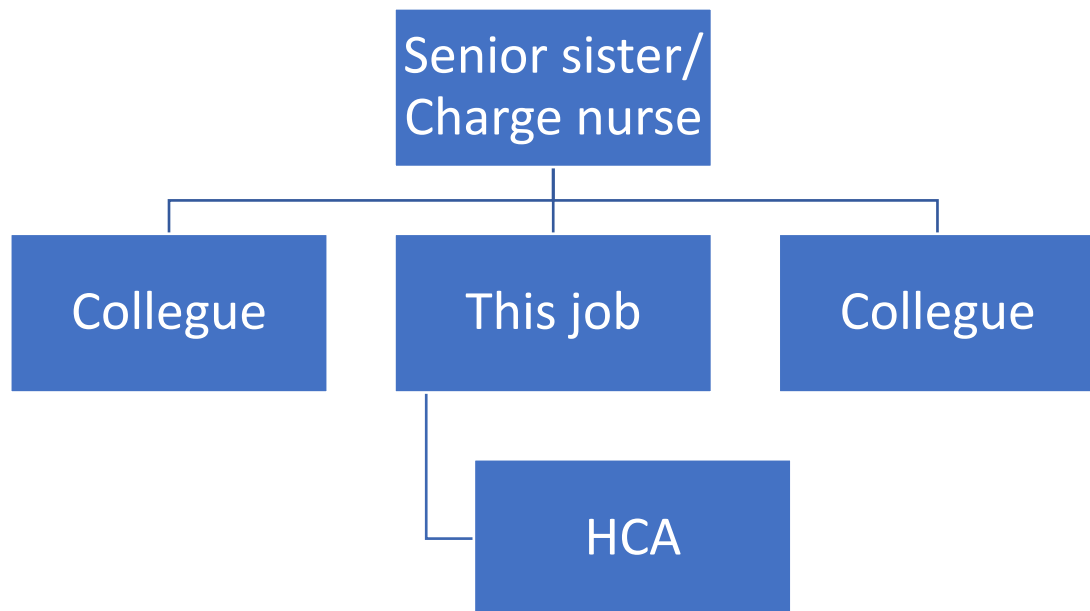 Senior sister/
Charge nurse
Collegue
This job
Collegue
HCA